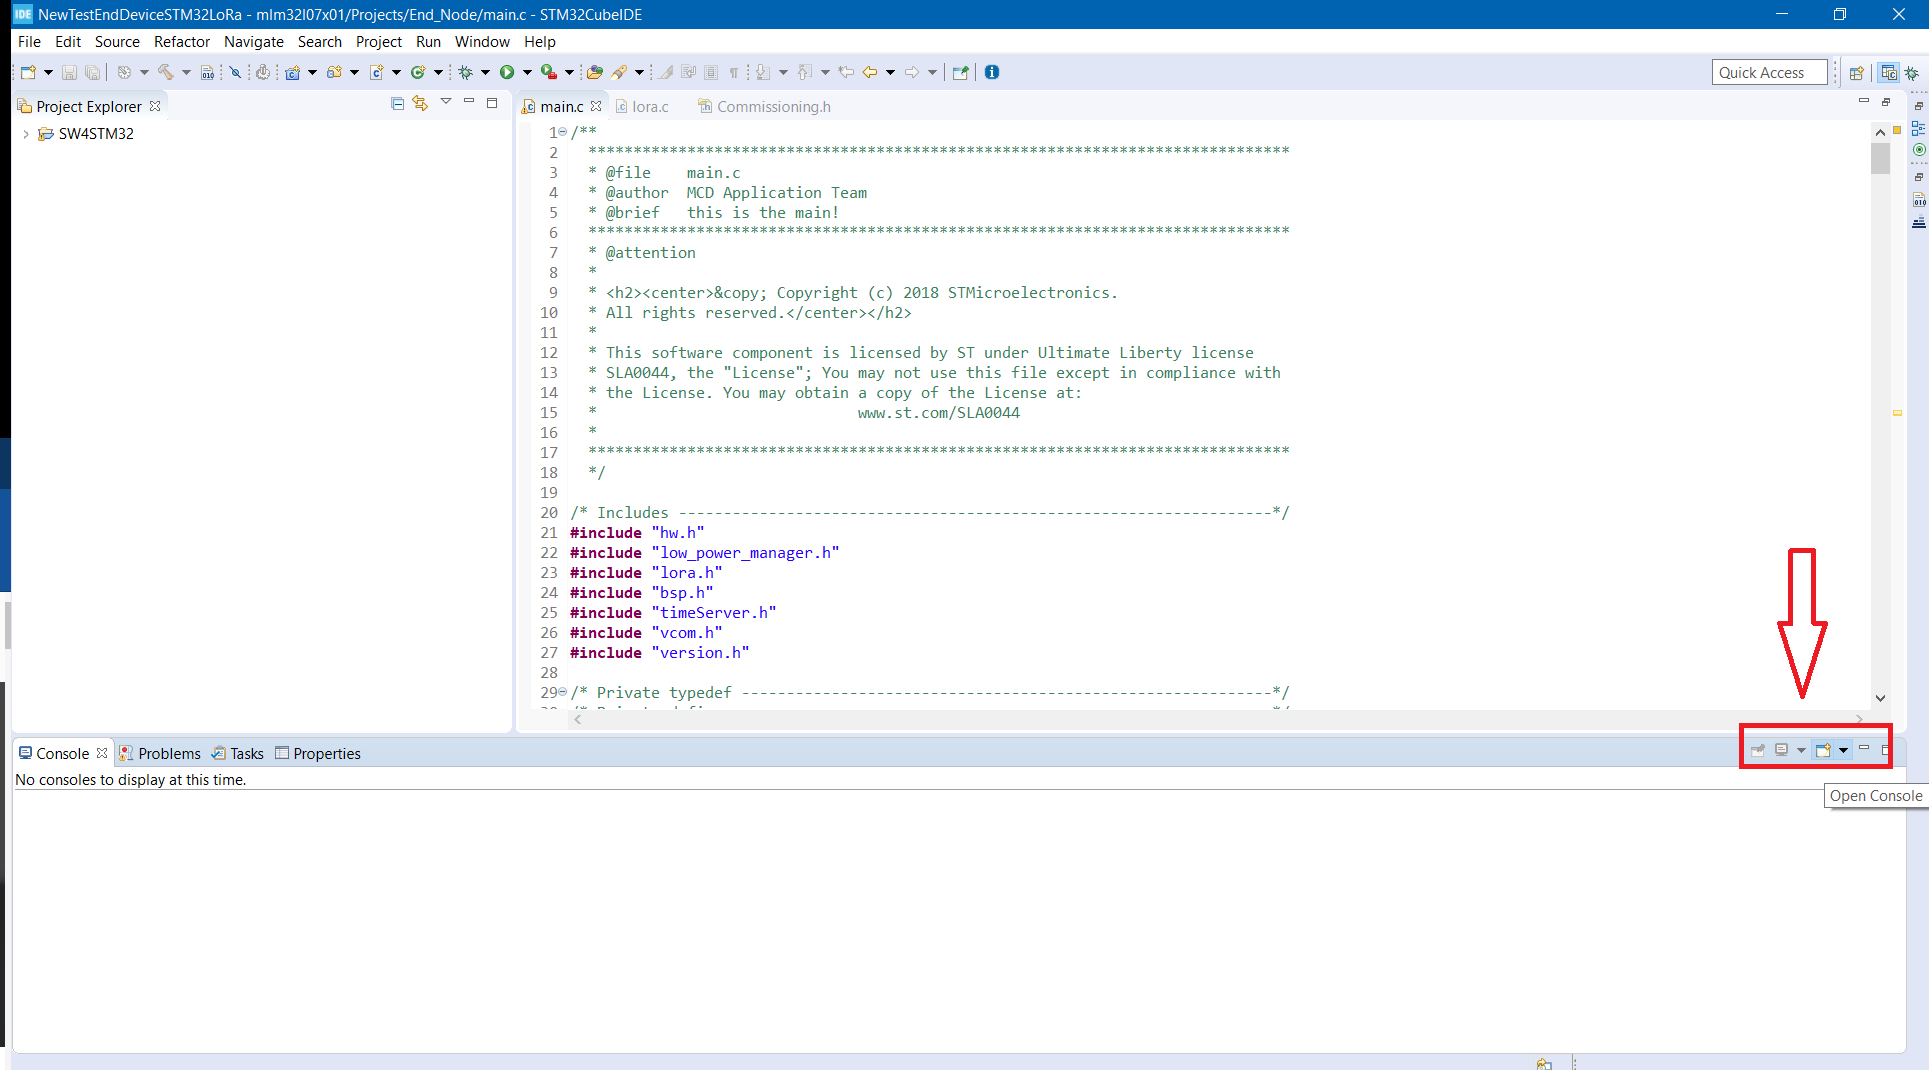 IDE NewTestEndDeviceSTM32LoRa - mlm32l07x01/Projects/End_Node/main.c - STM32CubeIDE
File Edit Source Refactor Navigate Search Project Run Window Help
Quick Access
Project Explorer
SW4STM32
main.c lora.c Commissioning.h
1 /**
2 ******************************************************************************
3 * @file    main.c
4 * @author  MCD Application Team
5 * @brief   this is the main!
6 ******************************************************************************
7 * @attention
8 *
9 * <h2><center>&copy; Copyright (c) 2018 STMicroelectronics.
10 * All rights reserved.</center></h2>
11 *
12 * This software component is licensed by ST under Ultimate Liberty license
13 * SLA0044, the "License"; You may not use this file except in compliance with
14 * the License. You may obtain a copy of the License at:
15 *                             www.st.com/SLA0044
16 *
17 ******************************************************************************
18 */
19
20 /* Includes ------------------------------------------------------------------*/
21 #include "hw.h"
22 #include "low_power_manager.h"
23 #include "lora.h"
24 #include "bsp.h"
25 #include "timeServer.h"
26 #include "vcom.h"
27 #include "version.h"
28
29 /* Private typedef -----------------------------------------------------------*/
Console Problems Tasks Properties
No consoles to display at this time.
Open Console